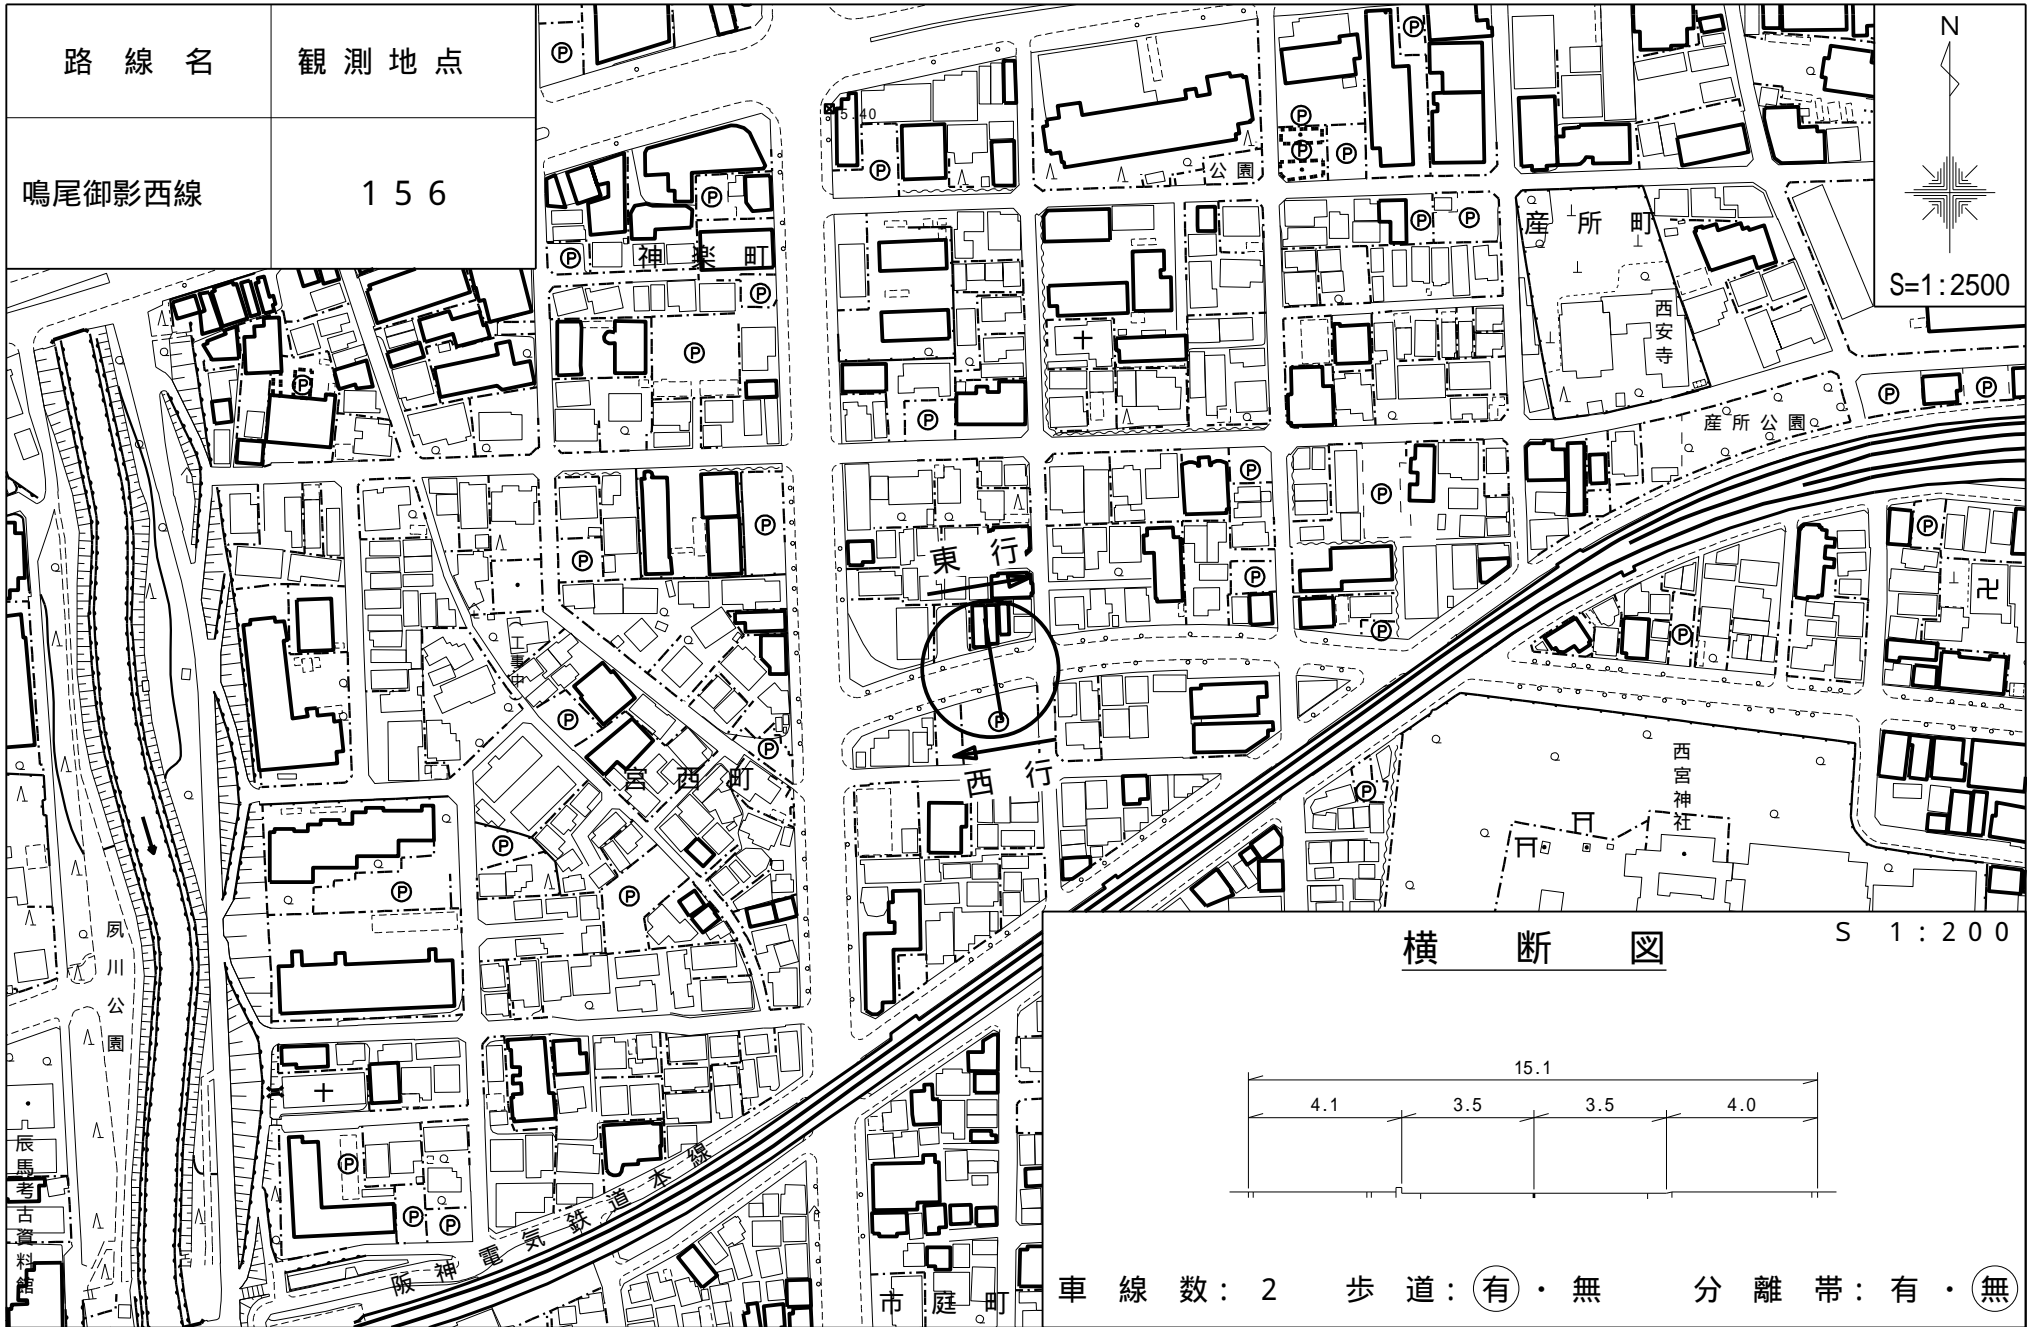 路線名
観測地点
鳴尾御影西線
156
N
S=1:2500
5.40
公園
産所町
神楽町
西安寺
産所公園
東行
工事中
西行
宮西町
西宮神社
夙川公園
辰馬考古資料館
阪神電気鉄道本線
市庭町
横断図
S 1:200
15.1
4.1 3.5 3.5 4.0
車線数: 2 歩道: 有・無 分離帯: 有・無